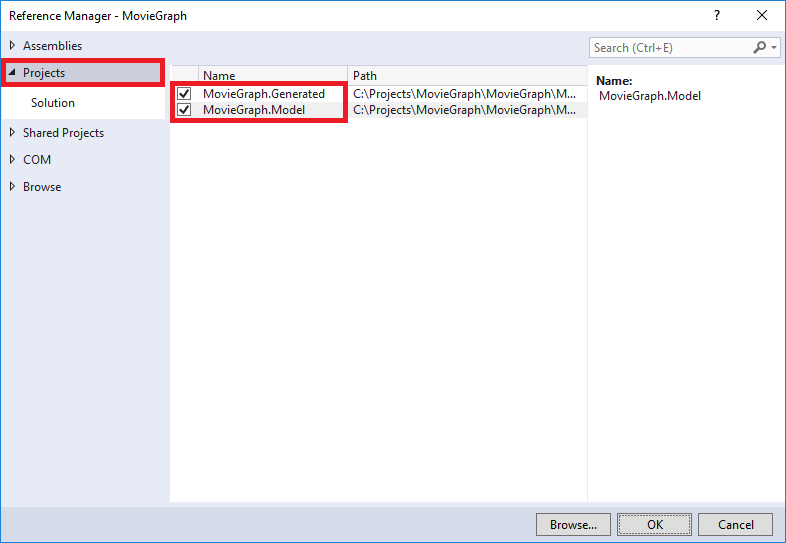 Reference Manager - MovieGraph
?
Assemblies
Projects
Solution
Shared Projects
COM
Browse
Name Path
MovieGraph.Generated C:\Projects\MovieGraph\MovieGraph\M...
MovieGraph.Model C:\Projects\MovieGraph\MovieGraph\M...
Search (Ctrl+E)
Name:
MovieGraph.Model
Browse... OK Cancel